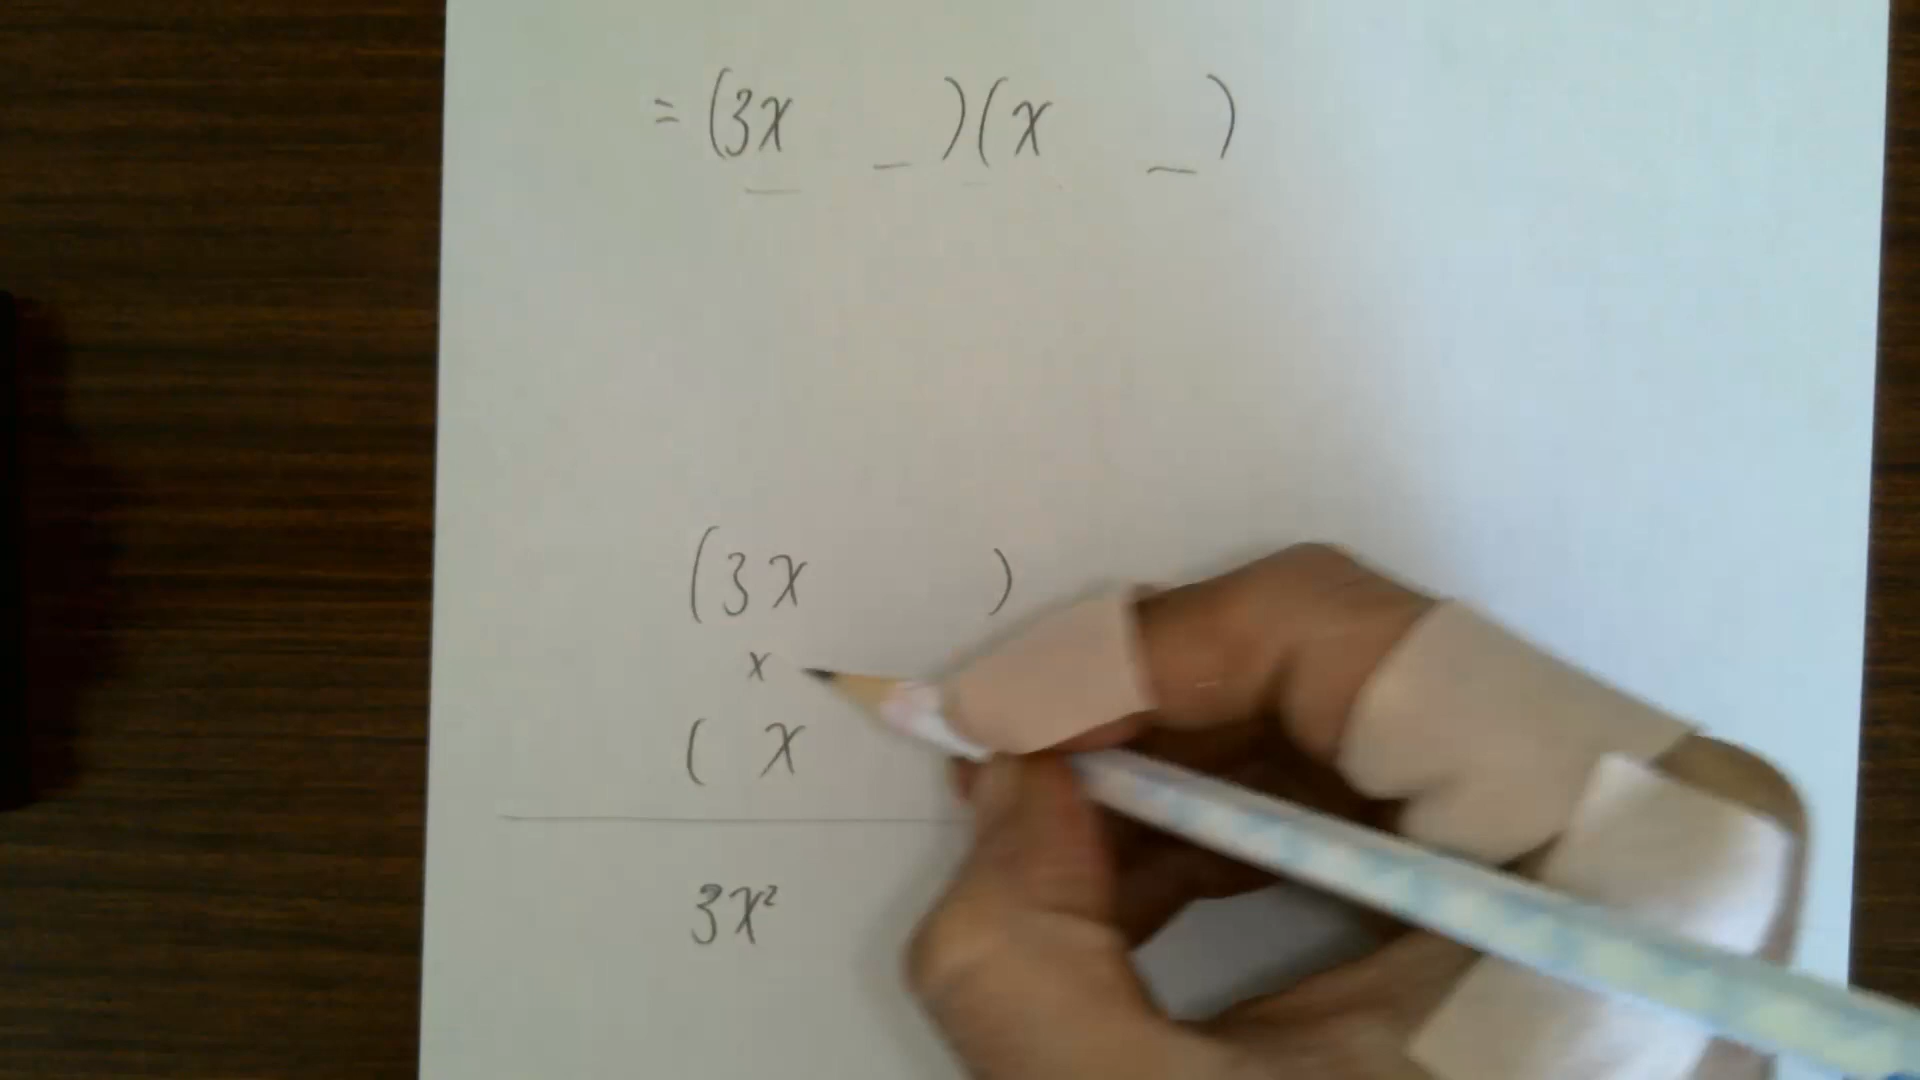 = (3x _ )(x _ )
(3x )
x
( x
3x²